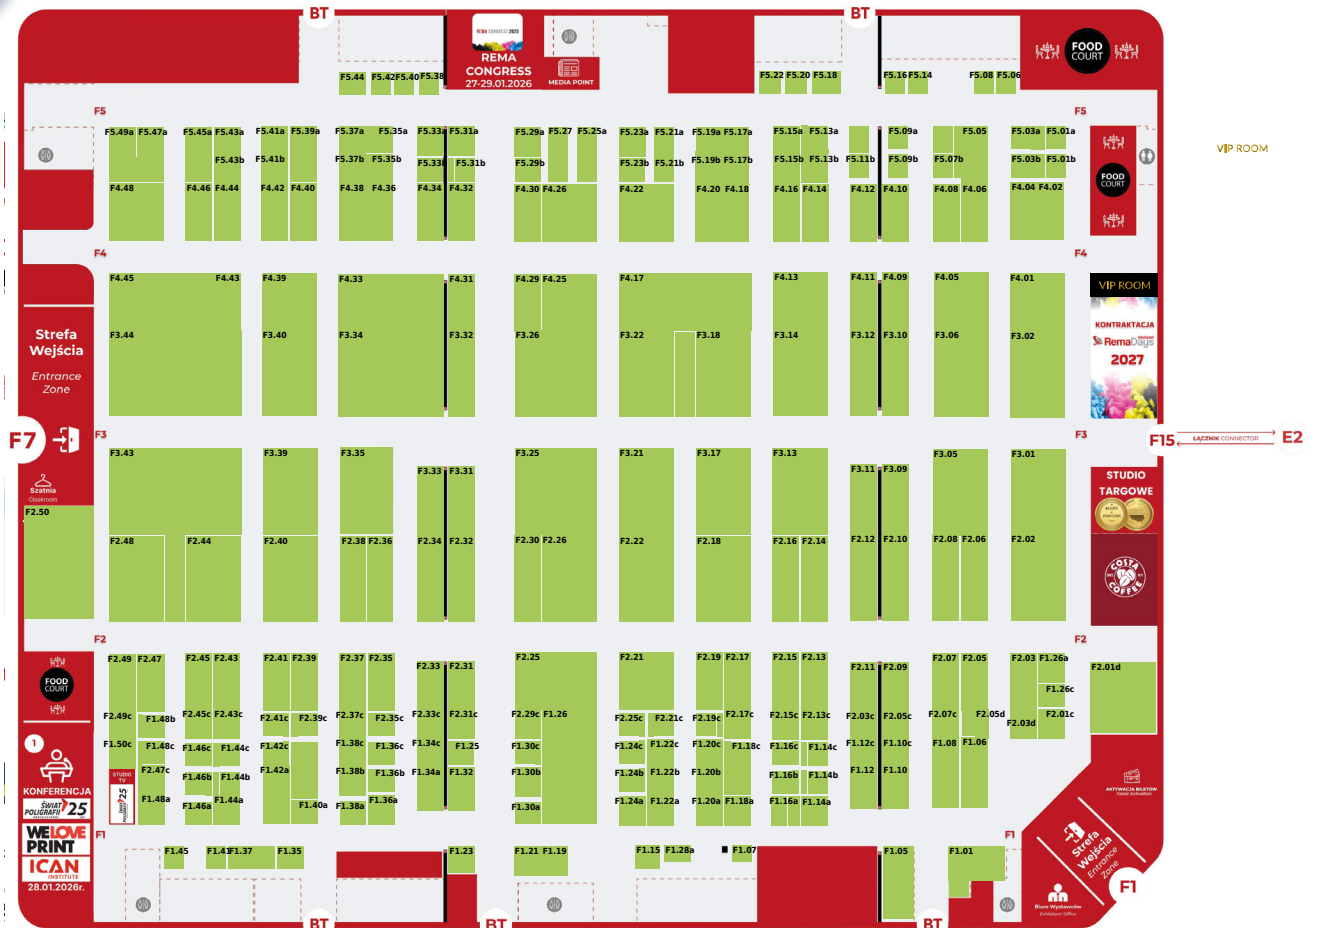 BT
BT
REMA CONGRESS 2025
REMA
CONGRESS
27-29.01.2026
MEDIA POINT
FOOD
COURT
F5.44 F5.42 F5.40 F5.38 F5.22 F5.20 F5.18 F5.16 F5.14 F5.08 F5.06
F5 F5
F5.49a F5.47a F5.45a F5.43a F5.41a F5.39a F5.37a F5.35a F5.33a F5.31a F5.29a F5.27 F5.25a F5.23a F5.21a F5.19a F5.17a F5.15a F5.13a F5.09a F5.05 F5.03a F5.01a
VIP ROOM
F5.43b F5.41b F5.37b F5.35b F5.33b F5.31b F5.29b F5.23b F5.21b F5.19b F5.17b F5.15b F5.13b F5.11b F5.09b F5.07b F5.03b F5.01b
FOOD
COURT
F4.48 F4.46 F4.44 F4.42 F4.40 F4.38 F4.36 F4.34 F4.32 F4.30 F4.26 F4.22 F4.20 F4.18 F4.16 F4.14 F4.12 F4.10 F4.08 F4.06 F4.04 F4.02
F4 F4
F4.45 F4.43 F4.39 F4.33 F4.31 F4.29 F4.25 F4.17 F4.13 F4.11 F4.09 F4.05 F4.01
VIP ROOM
KONTRAKTACJA
RemaDays
WARSAW
2027
Strefa
Wejścia
Entrance
Zone
F3.44 F3.40 F3.34 F3.32 F3.26 F3.22 F3.18 F3.14 F3.12 F3.10 F3.06 F3.02
F7
F3 F3
F15
ŁĄCZNIK CONNECTOR
E2
F3.43 F3.39 F3.35 F3.33 F3.31 F3.25 F3.21 F3.17 F3.13 F3.11 F3.09 F3.05 F3.01
Szatnia
Cloakroom
STUDIO
TARGOWE
F2.50
F2.48 F2.44 F2.40 F2.38 F2.36 F2.34 F2.32 F2.30 F2.26 F2.22 F2.18 F2.16 F2.14 F2.12 F2.10 F2.08 F2.06 F2.02
COSTA
COFFEE
F2 F2
F2.49 F2.47 F2.45 F2.43 F2.41 F2.39 F2.37 F2.35 F2.33 F2.31 F2.25 F2.21 F2.19 F2.17 F2.15 F2.13 F2.11 F2.09 F2.07 F2.05 F2.03 F1.26a F2.01d
FOOD
COURT
F1.26c
F2.49c F1.48b F2.45c F2.43c F2.41c F2.39c F2.37c F2.35c F2.33c F2.31c F2.29c F1.26 F2.25c F2.21c F2.19c F2.17c F2.15c F2.13c F2.03c F2.05c F2.07c F2.05d F2.03d F2.01c
F1.50c F1.48c F1.46c F1.44c F1.42c F1.38c F1.36c F1.34c F1.25 F1.30c F1.24c F1.22c F1.20c F1.18c F1.16c F1.14c F1.12c F1.10c F1.08 F1.06
F2.47c F1.46b F1.44b F1.42a F1.38b F1.36b F1.34a F1.32 F1.30b F1.24b F1.22b F1.20b F1.16b F1.14b F1.12 F1.10
F1.48a F1.46a F1.44a F1.40a F1.38a F1.36a F1.30a F1.24a F1.22a F1.20a F1.18a F1.16a F1.14a
STUDIO
TV
'25
1
KONFERENCJA
ŚWIAT
POLIGRAFII
'25
WE LOVE
PRINT
ICAN
INSTITUTE
28.01.2026r.
AKTYWACJA BILETÓW
Ticket Activation
F1 F1
F1.45 F1.41 F1.37 F1.35 F1.23 F1.21 F1.19 F1.15 F1.28a F1.07 F1.05 F1.01
Strefa
Wejścia
Entrance
Zone
F1
Biuro Wystawców
Exhibitors' Office
BT
BT
BT